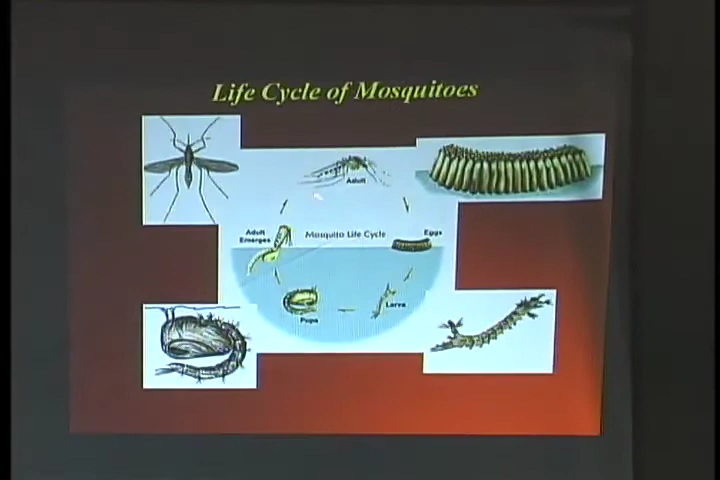 Life Cycle of Mosquitoes
Adult
Adult
Emerges
Mosquito Life Cycle
Eggs
Pupa
Larva